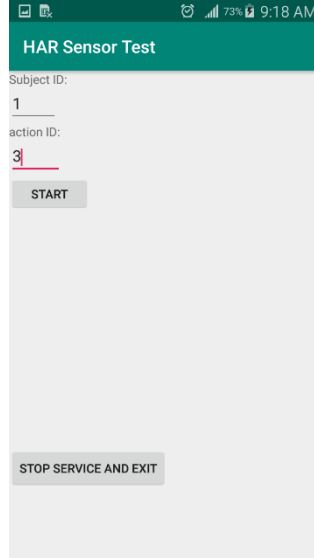 73% 9:18 AM
HAR Sensor Test
Subject ID:
1
action ID:
3
START
STOP SERVICE AND EXIT